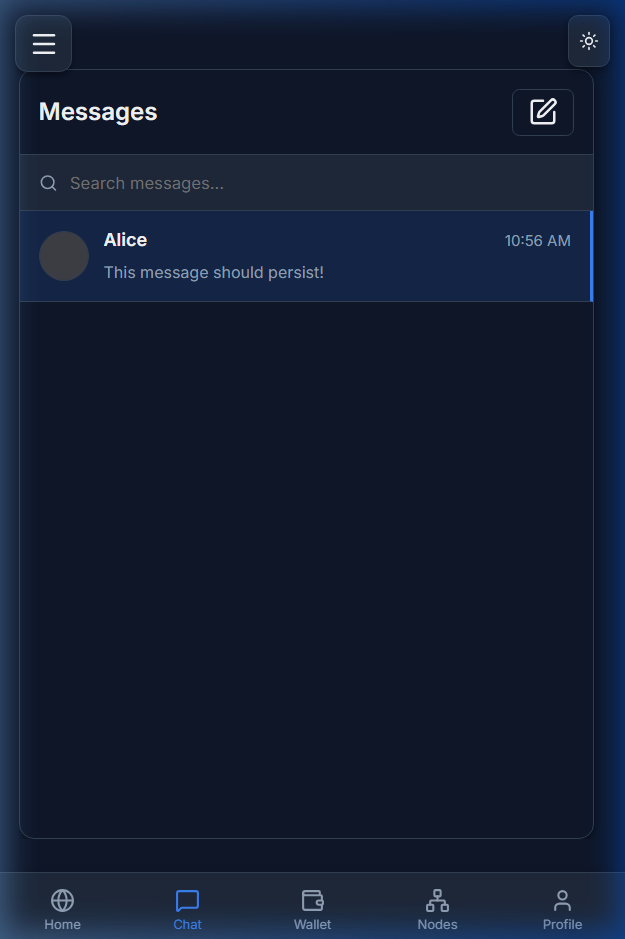 Messages
Search messages...
Alice
10:56 AM
This message should persist!
Home
Chat
Wallet
Nodes
Profile